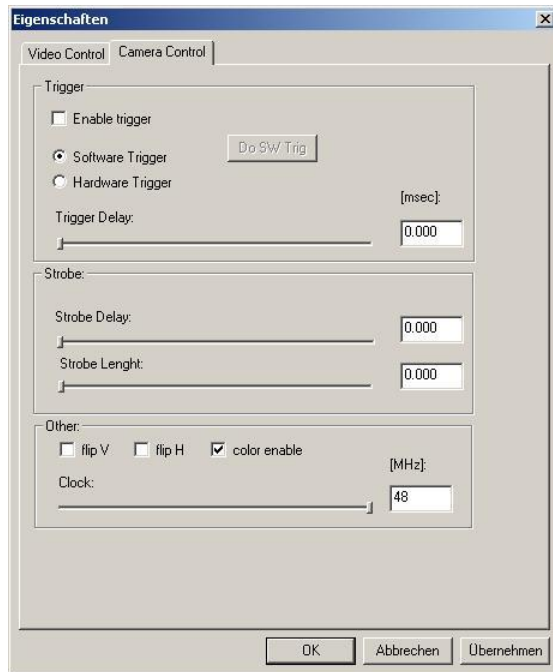 Eigenschaften
Video Control Camera Control
Trigger
Enable trigger
Do SW Trig
Software Trigger
Hardware Trigger
[msec]:
Trigger Delay:
0.000
Strobe:
Strobe Delay:
0.000
Strobe Lenght:
0.000
Other:
flip V flip H color enable
[MHz]:
Clock:
48
OK Abbrechen Übernehmen